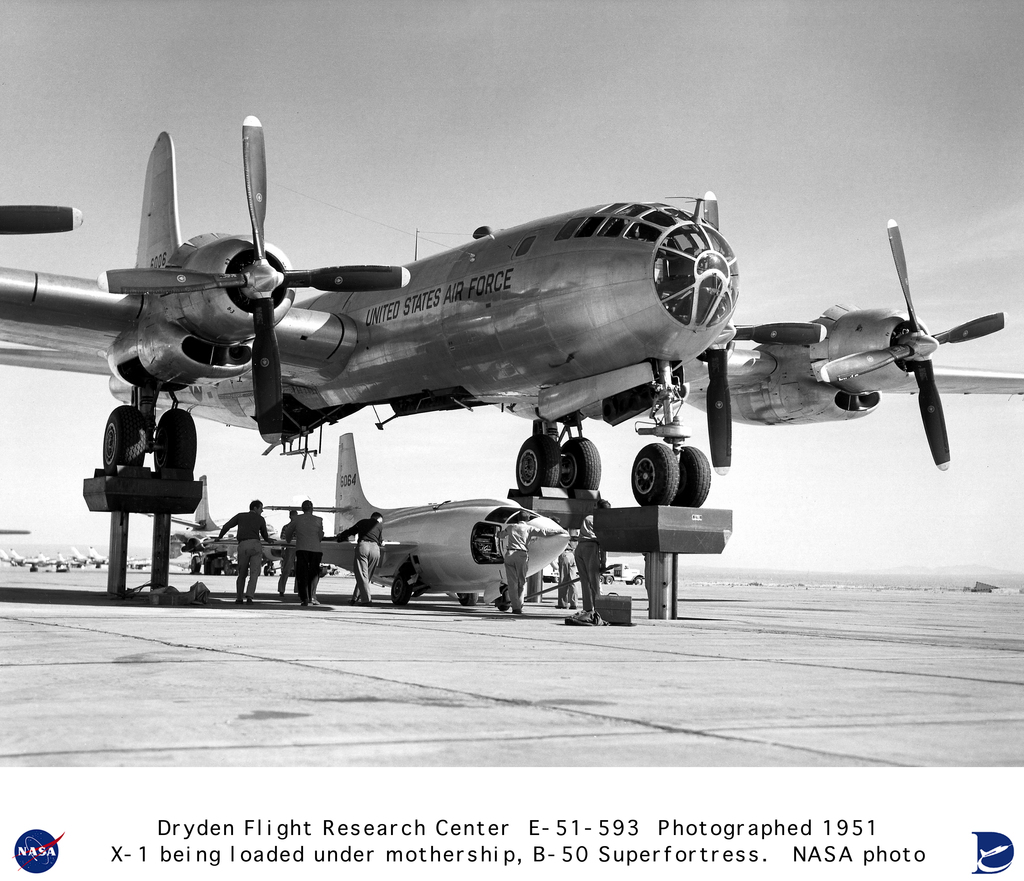 6006
UNITED STATES AIR FORCE
6064
Dryden Flight Research Center E-51-593 Photographed 1951
X-1 being loaded under mothership, B-50 Superfortress. NASA photo
NASA